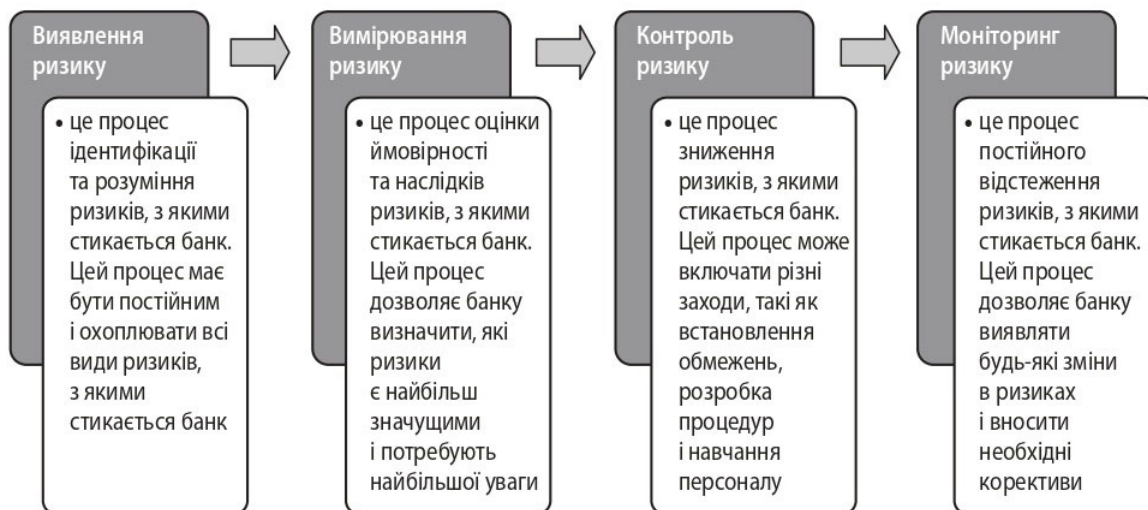 Виявлення
ризику
• це процес
ідентифікації
та розуміння
ризиків, з якими
стикається банк.
Цей процес має
бути постійним
і охоплювати всі
види ризиків,
з якими
стикається банк
Вимірювання
ризику
• це процес оцінки
ймовірності
та наслідків
ризиків, з якими
стикається банк.
Цей процес
дозволяє банку
визначити, які
ризики
є найбільш
значущими
і потребують
найбільшої уваги
Контроль
ризику
• це процес
зниження
ризиків, з якими
стикається банк.
Цей процес може
включати різні
заходи, такі як
встановлення
обмежень,
розробка
процедур
і навчання
персоналу
Моніторинг
ризику
• це процес
постійного
відстеження
ризиків, з якими
стикається банк.
Цей процес
дозволяє банку
виявляти
будь-які зміни
в ризиках
і вносити
необхідні
корективи